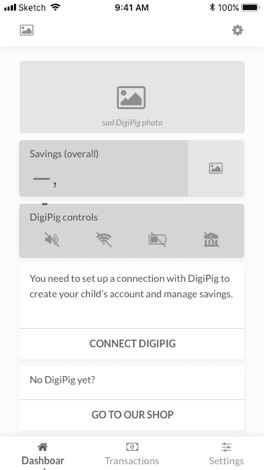 Sketch 9:41 AM 100%
sad DigiPig photo
Savings (overall)
—,
DigiPig controls
You need to set up a connection with DigiPig to
create your child's account and manage savings.
CONNECT DIGIPIG
No DigiPig yet?
GO TO OUR SHOP
Dashboar Transactions Settings